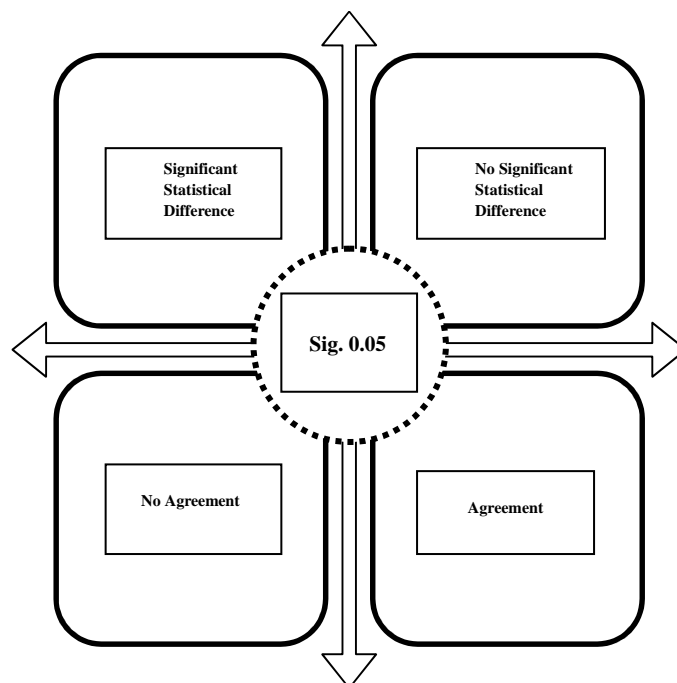 Significant
Statistical
Difference
No Significant
Statistical
Difference
Sig. 0.05
No Agreement
Agreement